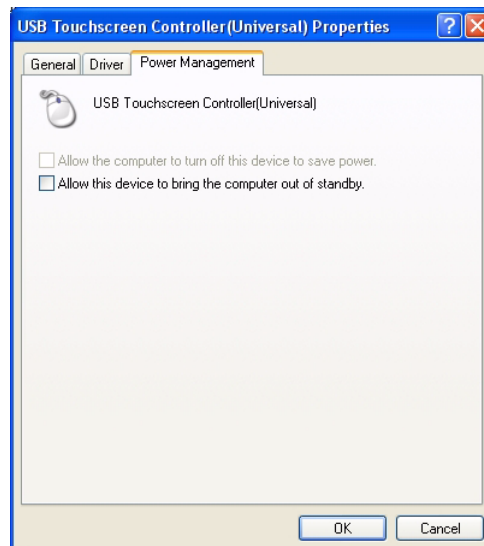 USB Touchscreen Controller(Universal) Properties
General Driver Power Management
USB Touchscreen Controller(Universal)
Allow the computer to turn off this device to save power.
Allow this device to bring the computer out of standby.
OK Cancel